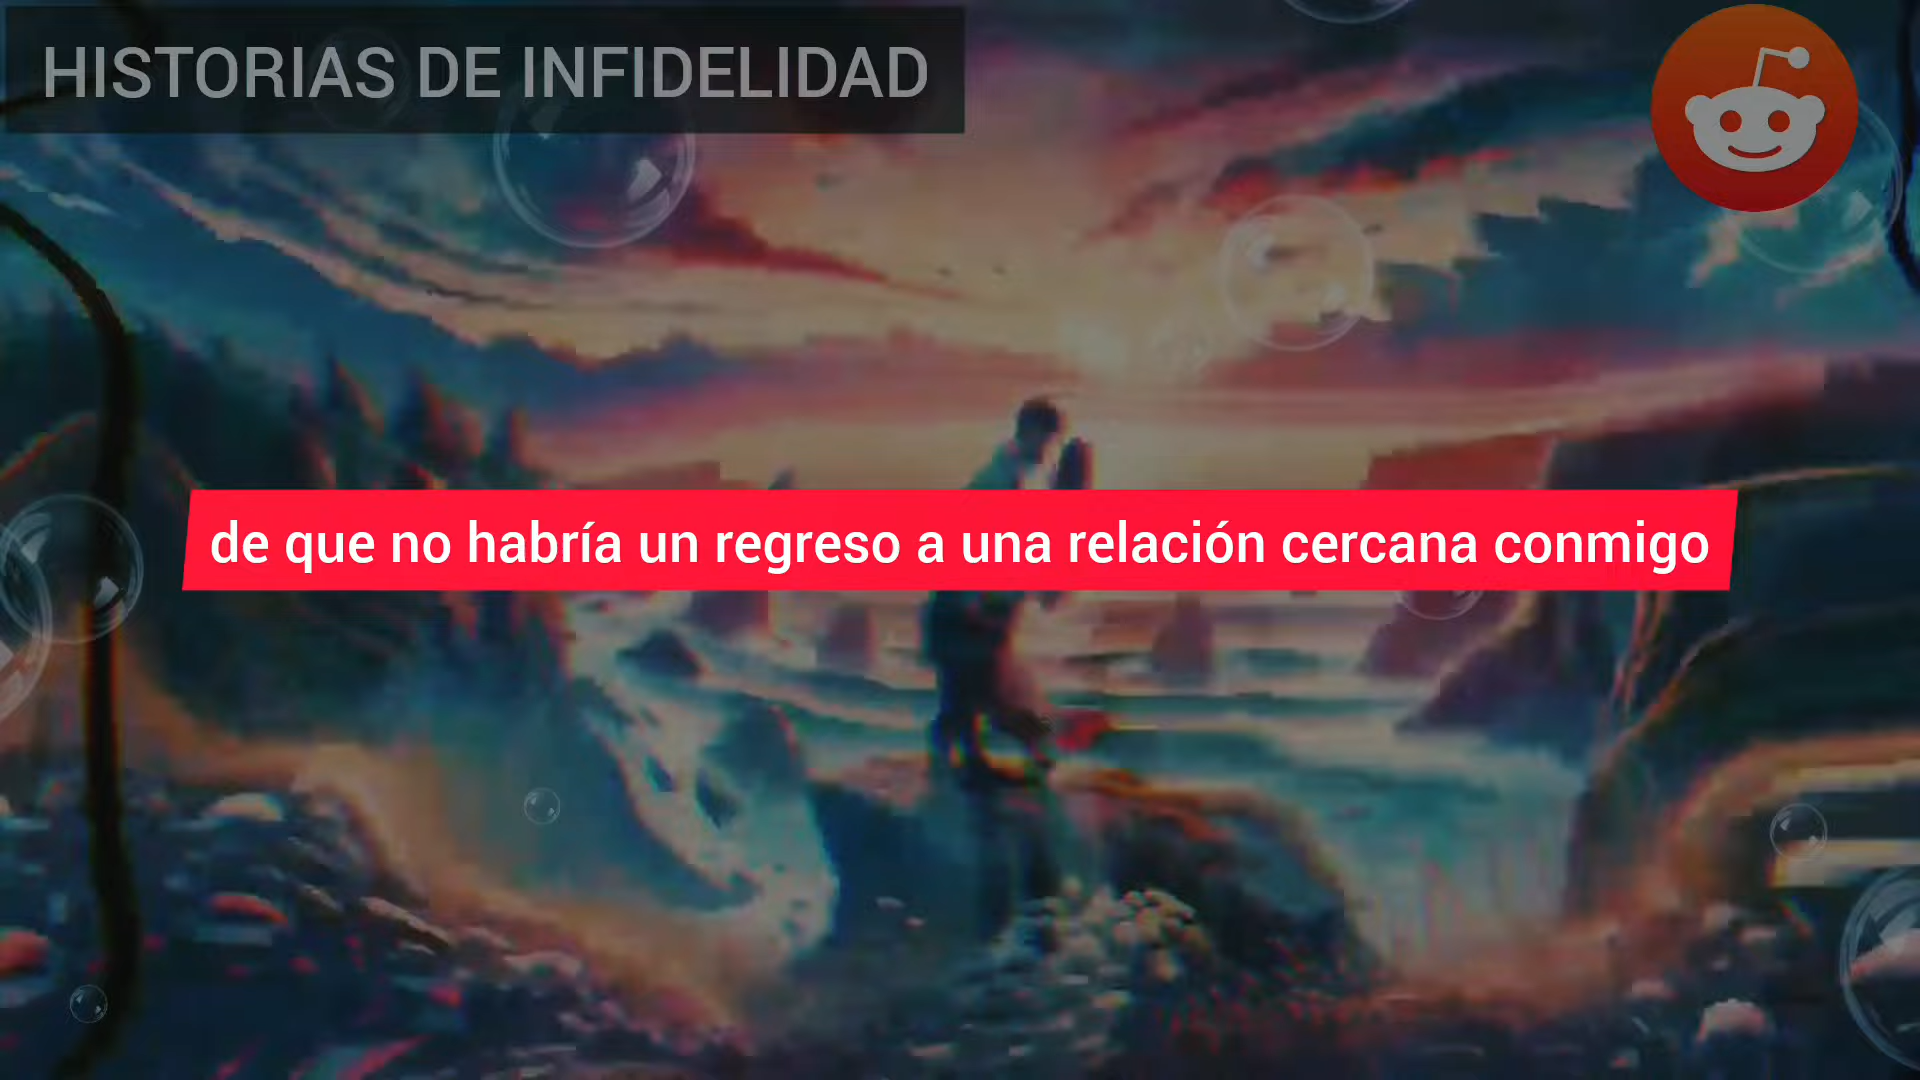 HISTORIAS DE INFIDELIDAD
de que no habría un regreso a una relación cercana conmigo